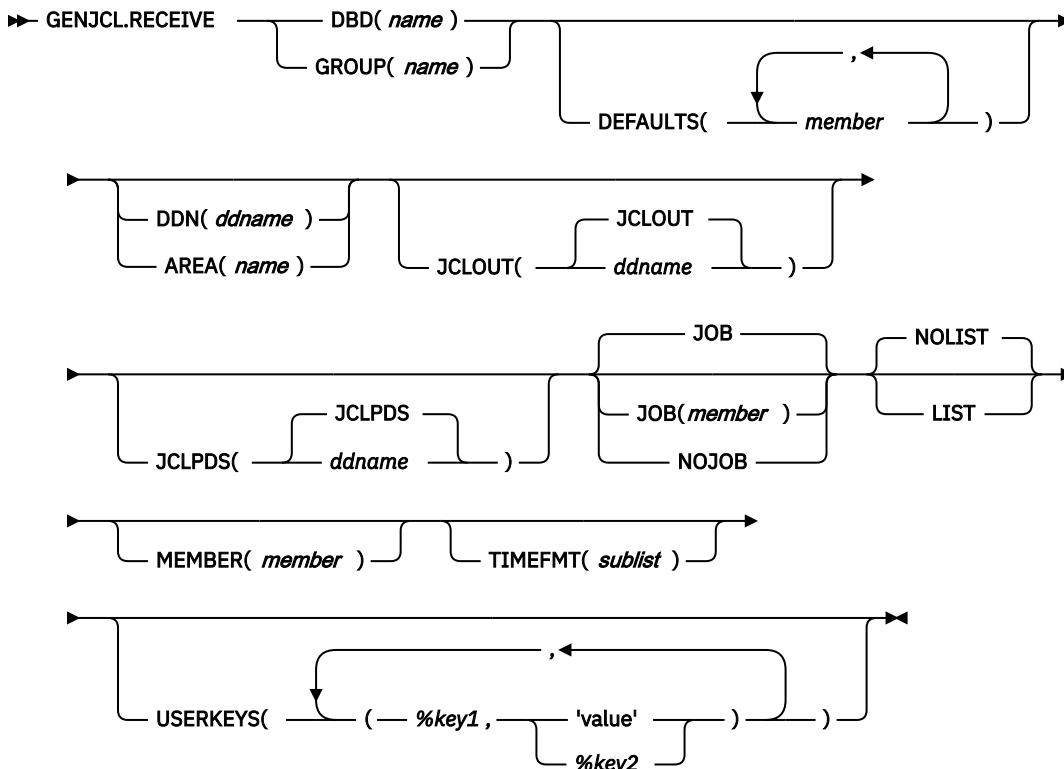 GENJCL.RECEIVE DBD( name )
GROUP( name )
,
DEFAULTS( member )
DDN( ddname )
AREA( name )
JCLOUT
JCLOUT( ddname )
JCLPDS
JCLPDS( ddname )
JOB
JOB(member )
NOJOB
NOLIST
LIST
MEMBER( member )
TIMEFMT( sublist )
,
USERKEYS( ( %key1 , 'value' ) )
%key2